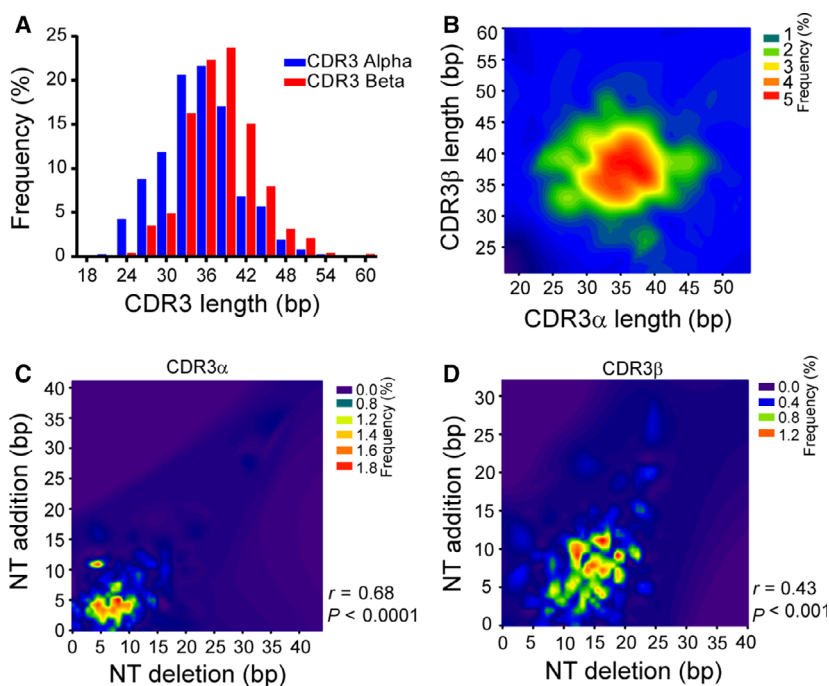 A
Frequency (%)
25
20
15
10
5
0
CDR3 Alpha
CDR3 Beta
18 24 30 36 42 48 54 60
CDR3 length (bp)
B
CDR3β length (bp)
60
55
50
45
40
35
30
25
20 25 30 35 40 45 50
CDR3α length (bp)
1
2
3
4
5
Frequency (%)
C
CDR3α
NT addition (bp)
40
35
30
25
20
15
10
5
0
0 5 10 15 20 25 30 35 40
NT deletion (bp)
0.0
0.8
1.2
1.4
1.6
1.8
Frequency (%)
r = 0.68
P < 0.0001
D
CDR3β
NT addition (bp)
30
25
20
15
10
5
0
0 5 10 15 20 25 30 35 40
NT deletion (bp)
0.0
0.4
0.8
1.2
Frequency (%)
r = 0.43
P < 0.001